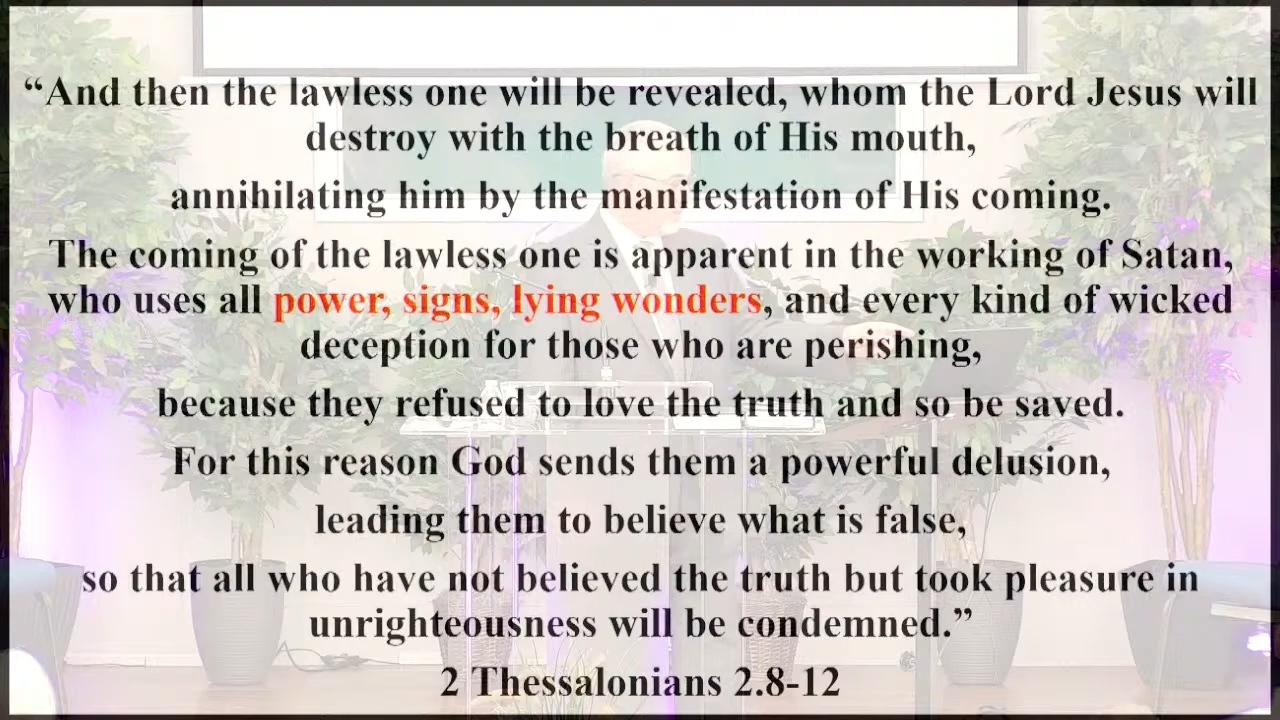 “And then the lawless one will be revealed, whom the Lord Jesus will
destroy with the breath of His mouth,
annihilating him by the manifestation of His coming.
The coming of the lawless one is apparent in the working of Satan,
who uses all power, signs, lying wonders, and every kind of wicked
deception for those who are perishing,
because they refused to love the truth and so be saved.
For this reason God sends them a powerful delusion,
leading them to believe what is false,
so that all who have not believed the truth but took pleasure in
unrighteousness will be condemned.”
2 Thessalonians 2.8-12